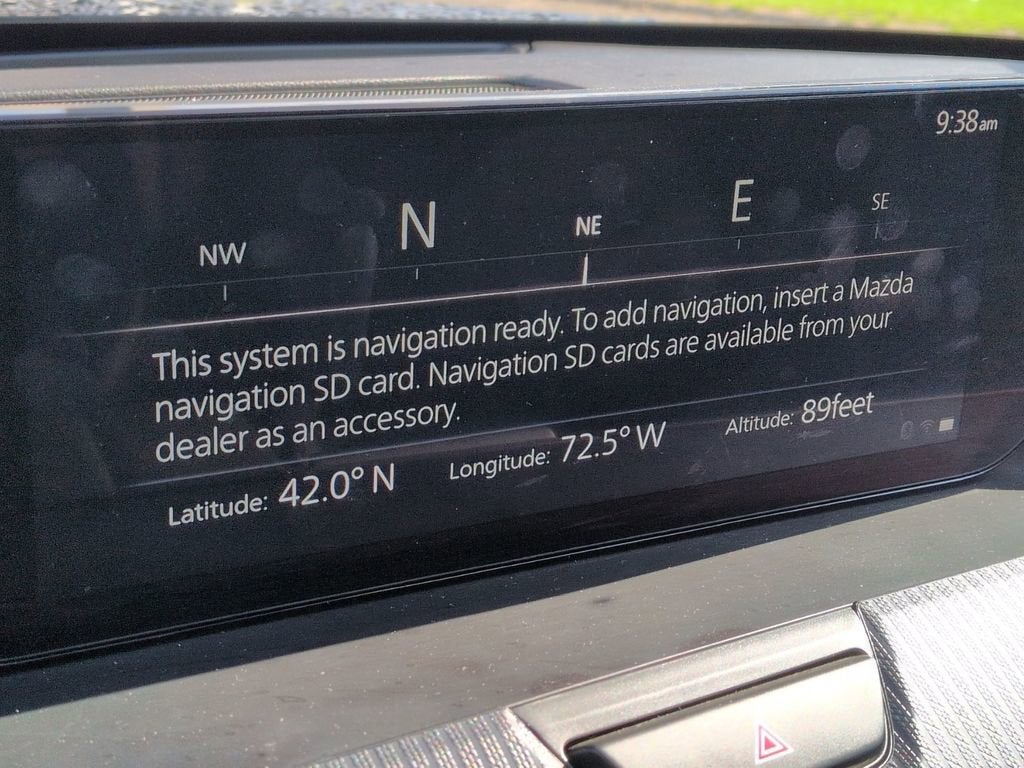 9:38am
NW N NE E SE
This system is navigation ready. To add navigation, insert a Mazda
navigation SD card. Navigation SD cards are available from your
dealer as an accessory.
Latitude: 42.0° N Longitude: 72.5° W Altitude: 89feet